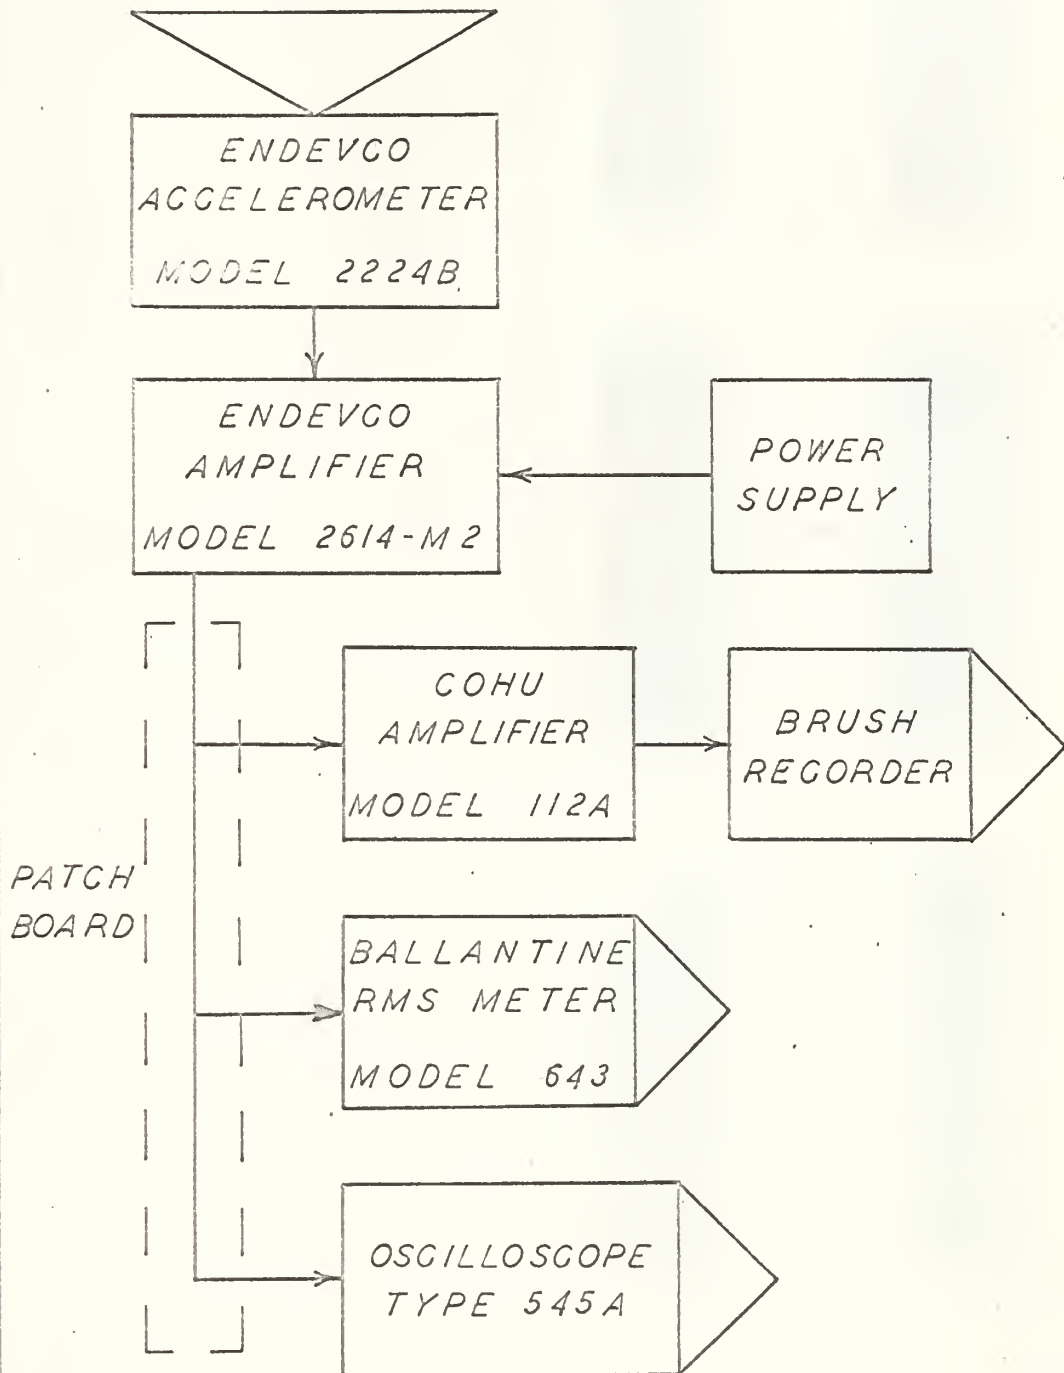 ENDEVCO
ACCELEROMETER
MODEL 2224B
ENDEVCO
AMPLIFIER
MODEL 2614-M2
POWER
SUPPLY
COHU
AMPLIFIER
MODEL 112A
BRUSH
RECORDER
PATCH
BOARD
BALLANTINE
RMS METER
MODEL 643
OSCILLOSCOPE
TYPE 545A